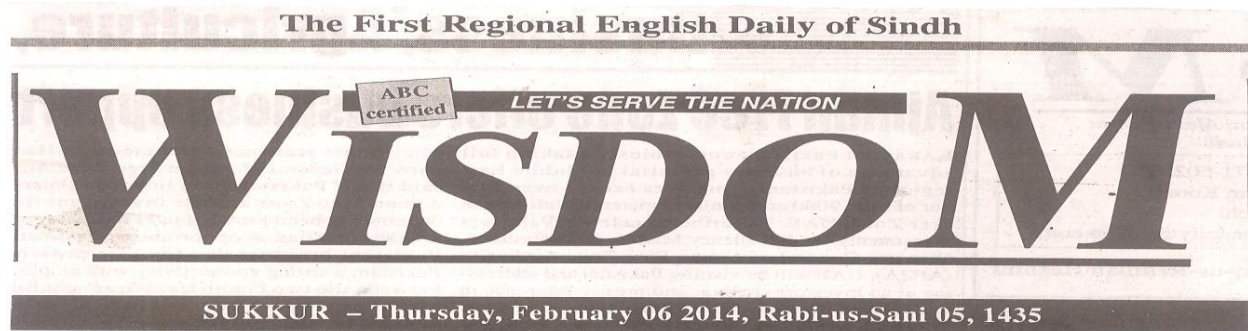 The First Regional English Daily of Sindh
ABC
certified
LET'S SERVE THE NATION
WISDOM
SUKKUR – Thursday, February 06 2014, Rabi-us-Sani 05, 1435